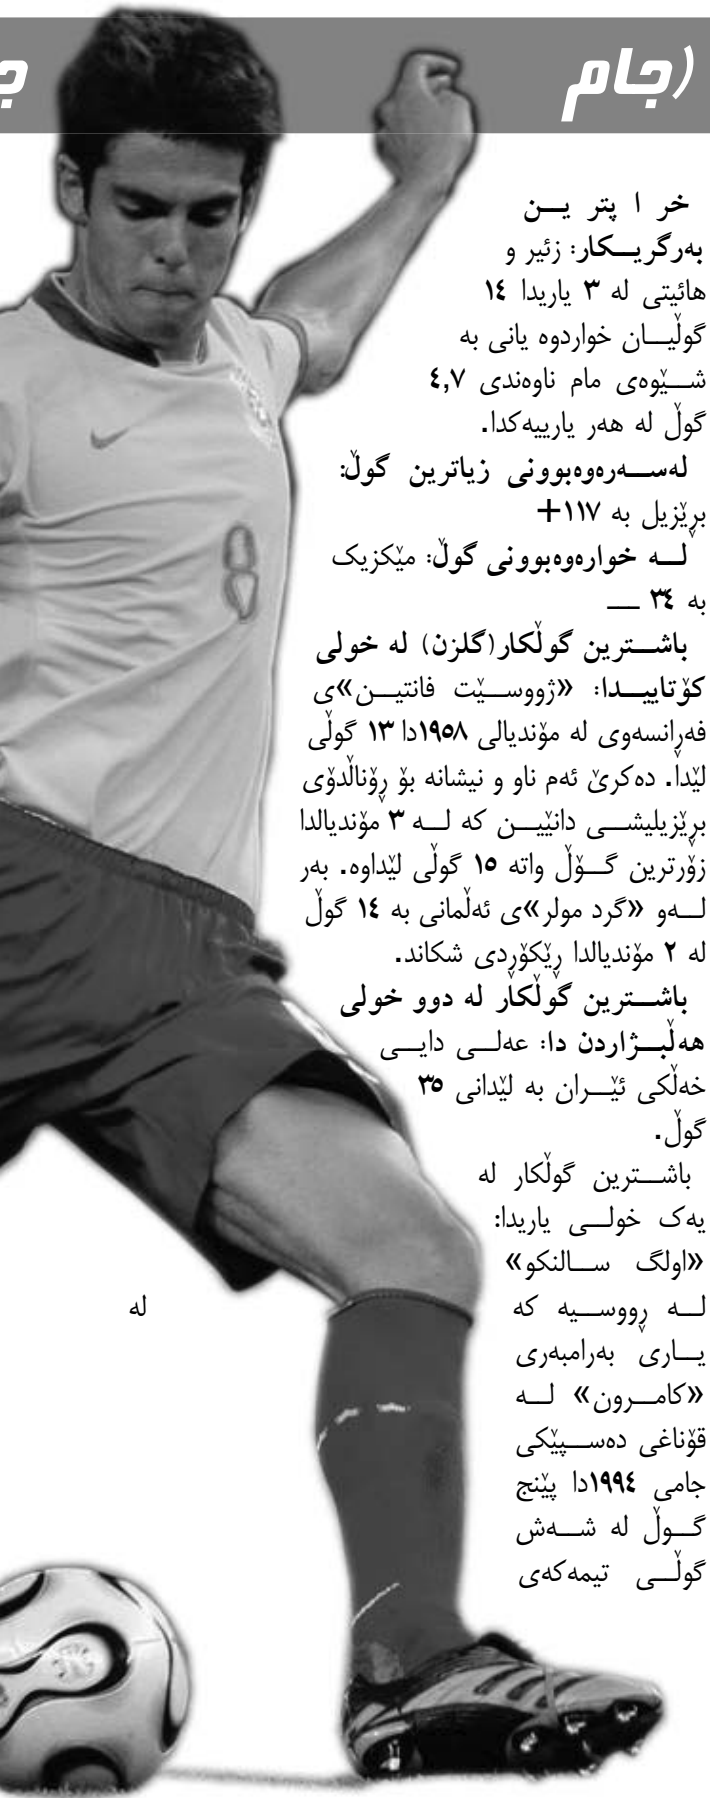 (جام
خر ا پتر یــن
بەرگریــکار: زئیر و
هائیتی لە ٣ یاریدا ١٤
گوڵیــان خواردوە یانی بە
شــێوەی مام ناوەندی ٤,٧
گوڵ لە هەر یارییەکدا.
لەســەرەوەبوونی زیاترین گوڵ:
برێزیل بە ١١٧+
لــە خوارەوەبوونی گوڵ: مێکزیک
بە ٣٤ —
باشــترین گوڵکار(گلزن) لە خولی
کۆتاییــدا: «ژووســێت فانتیــن»ی
فەرانسەوی لە مۆندیالی ١٩٥٨دا ١٣ گوڵی
لێدا. دەکرێ ئەم ناو و نیشانە بۆ ڕۆناڵدۆی
برێزیلیشــی دانێیــن کە لــە ٣ مۆندیالدا
زۆرترین گــۆڵ واتە ١٥ گوڵی لێداوە. بەر
لــەو «گرد مولر»ی ئەڵمانی بە ١٤ گوڵ
لە ٢ مۆندیالدا ڕێکۆردی شکاند.
باشــترین گوڵکار لە دوو خولی
هەڵبــژاردن دا: عەلــی دایــی
خەڵکی ئێــران بە لێدانی ٣٥
گوڵ.
باشــترین گوڵکار لە
یەک خولــی یاریدا:
«اولگ ســالنکو»
لــە ڕووســیە کە لە
یــاری بەرامبەری
«کامــرون» لــە
قۆناغی دەســپێکی
جامی ١٩٩٤دا پێنج
گــوڵ لە شــەش
گوڵــی تیمەکەی